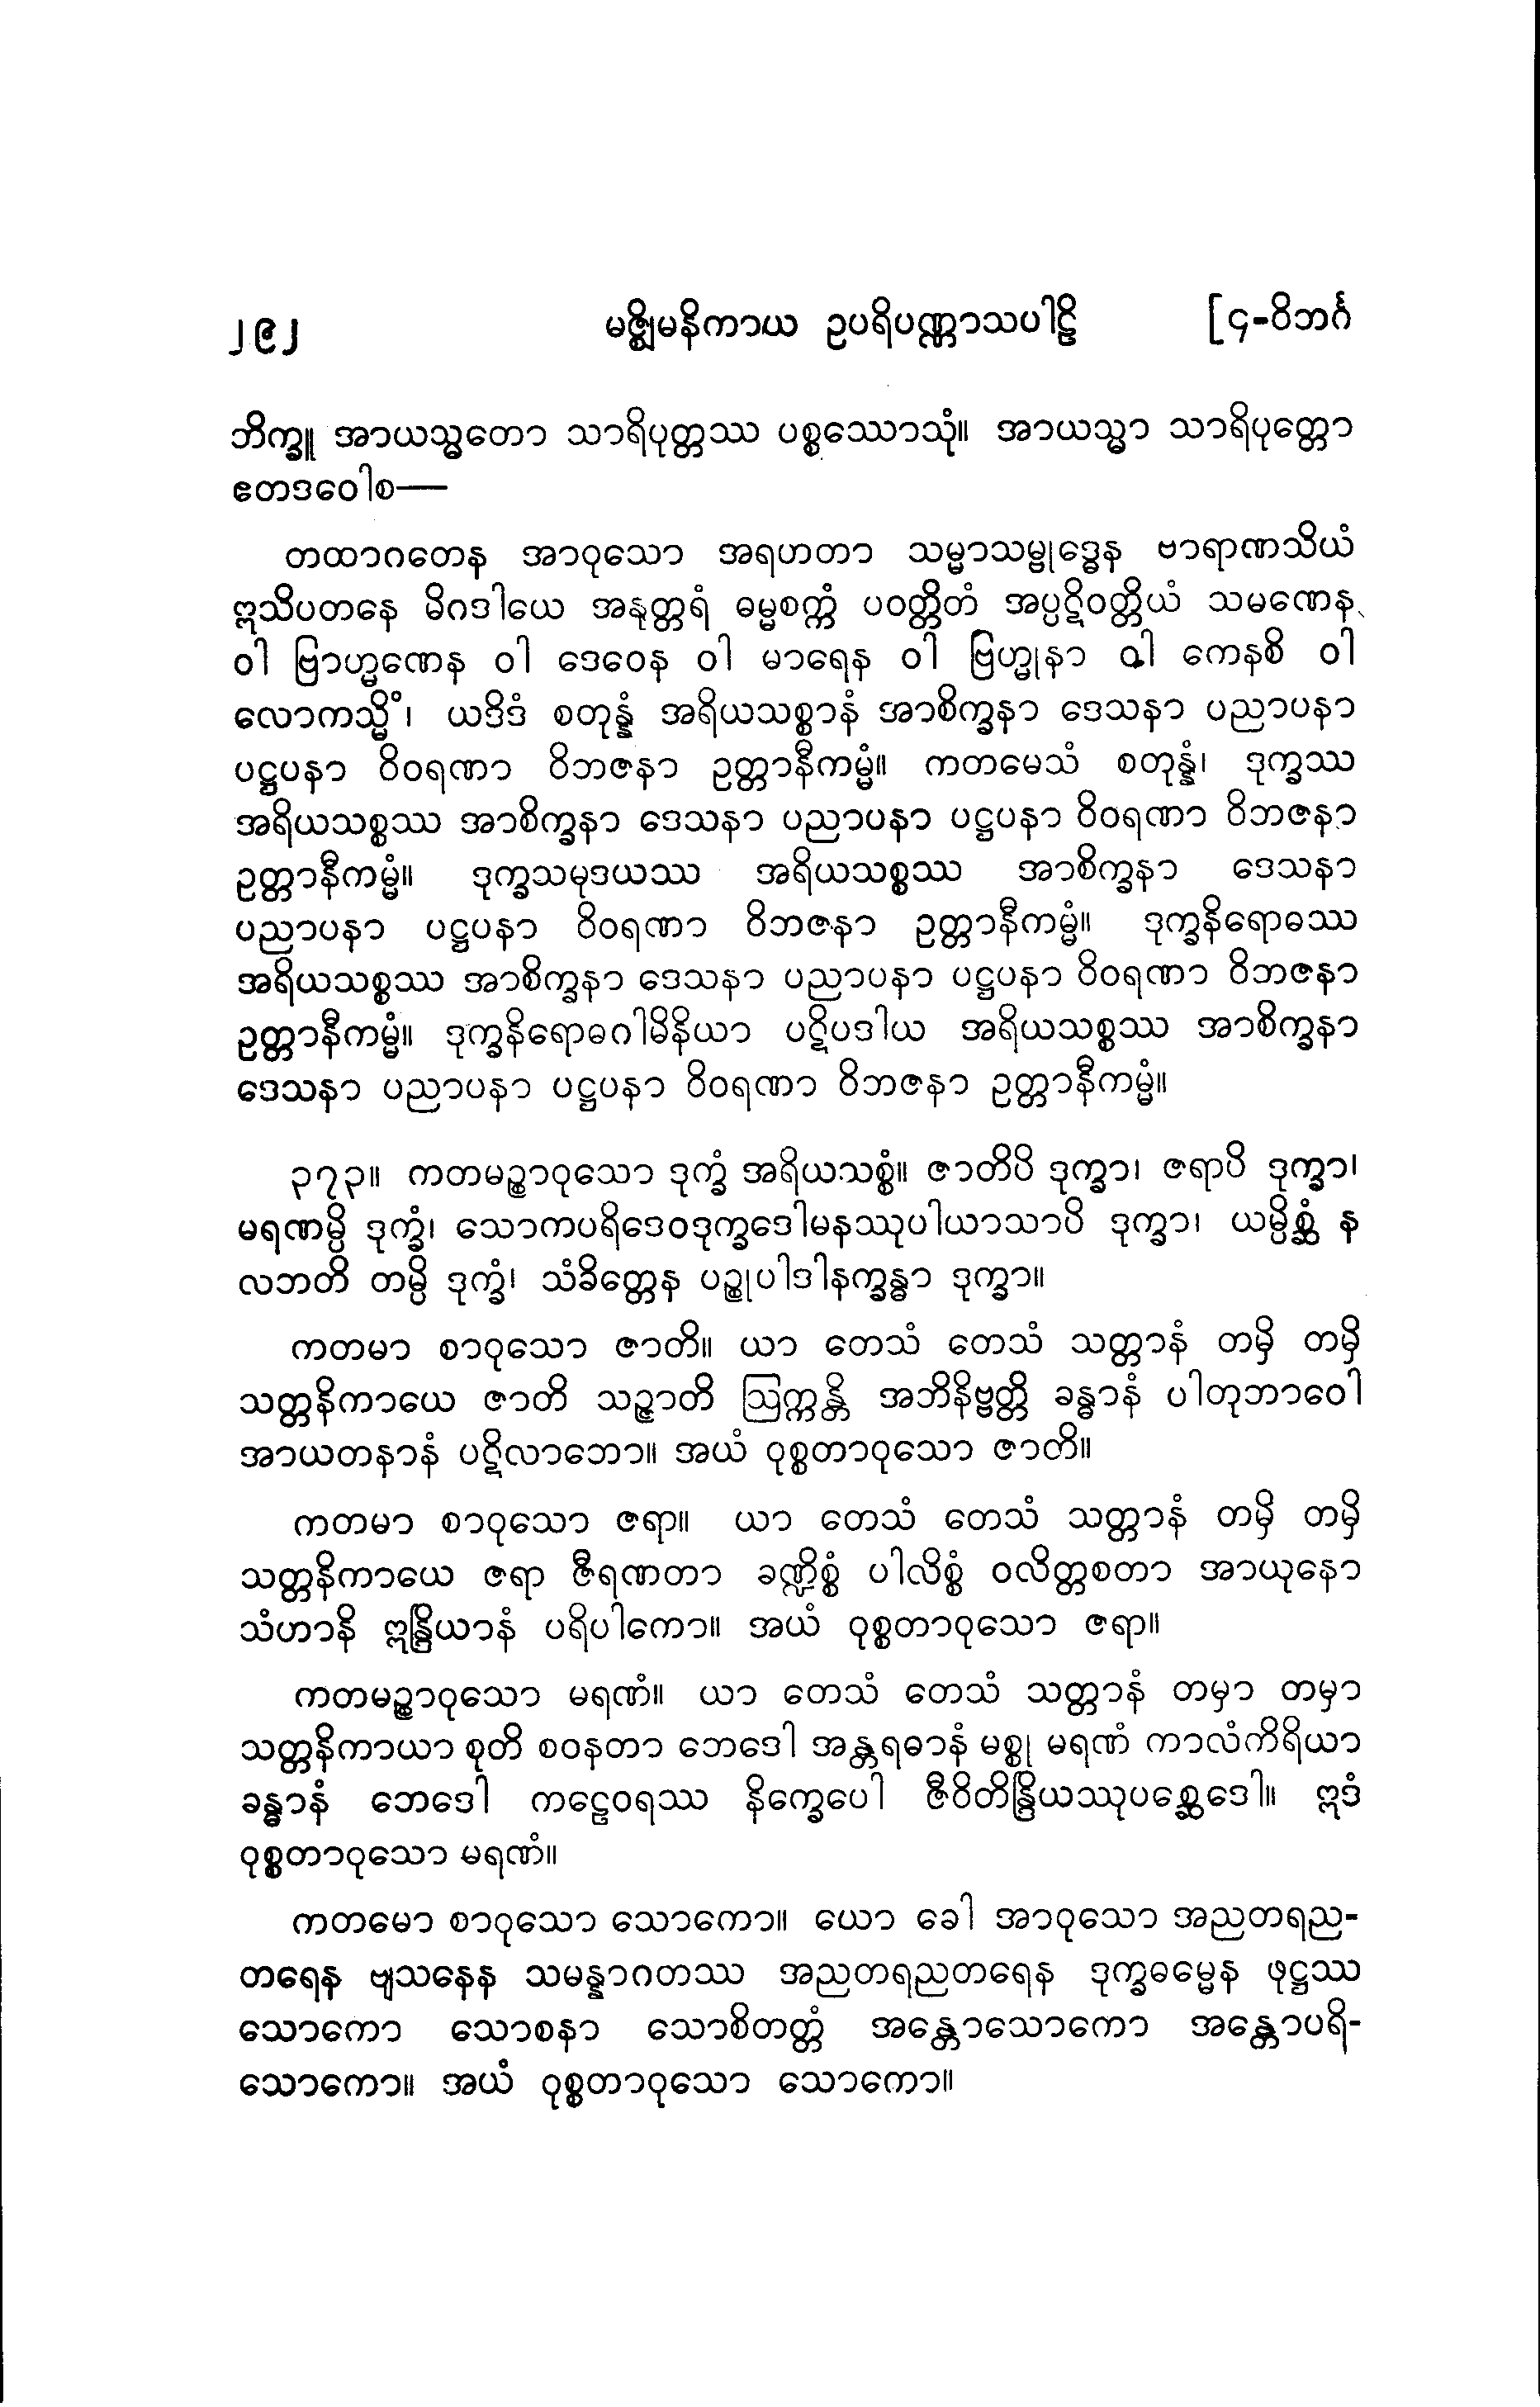 ၂၉၂ မဇ္ဈိမနိကာယ ဥပရိပဏ္ဏာသပါဠိ [၄-ဝိဘင်္ဂ
ဘိက္ခူ အာယသ္မတော သာရိပုတ္တဿ ပစ္စဿောသုံ။ အာယသ္မာ သာရိပုတ္တော
ဧတဒဝေါစ—
တထာဂတေန အာဝုသော အရဟတာ သမ္မာသမ္ဗုဒ္ဓေန ဗာရာဏသိယံ
ဣသိပတနေ မိဂဒါယေ အနုတ္တရံ ဓမ္မစက္ကံ ပဝတ္တိတံ အပ္ပဋိဝတ္တိယံ သမဏေန
ဝါ ဗြာဟ္မဏေန ဝါ ဒေဝေန ဝါ မာရေန ဝါ ဗြဟ္မုနာ ဝါ ကေနစိ ဝါ
လောကသ္မိံ၊ ယဒိဒံ စတုန္နံ အရိယသစ္စာနံ အာစိက္ခနာ ဒေသနာ ပညာပနာ
ပဋ္ဌပနာ ဝိဝရဏာ ဝိဘဇနာ ဥတ္တာနီကမ္မံ။ ကတမေသံ စတုန္နံ၊ ဒုက္ခဿ
အရိယသစ္စဿ အာစိက္ခနာ ဒေသနာ ပညာပနာ ပဋ္ဌပနာ ဝိဝရဏာ ဝိဘဇနာ
ဥတ္တာနီကမ္မံ။ ဒုက္ခသမုဒယဿ အရိယသစ္စဿ အာစိက္ခနာ ဒေသနာ
ပညာပနာ ပဋ္ဌပနာ ဝိဝရဏာ ဝိဘဇနာ ဥတ္တာနီကမ္မံ။ ဒုက္ခနိရောဓဿ
အရိယသစ္စဿ အာစိက္ခနာ ဒေသနာ ပညာပနာ ပဋ္ဌပနာ ဝိဝရဏာ ဝိဘဇနာ
ဥတ္တာနီကမ္မံ။ ဒုက္ခနိရောဓဂါမိနိယာ ပဋိပဒါယ အရိယသစ္စဿ အာစိက္ခနာ
ဒေသနာ ပညာပနာ ပဋ္ဌပနာ ဝိဝရဏာ ဝိဘဇနာ ဥတ္တာနီကမ္မံ။
၃၇၃။ ကတမဉ္စာဝုသော ဒုက္ခံ အရိယသစ္စံ။ ဇာတိပိ ဒုက္ခာ၊ ဇရာပိ ဒုက္ခာ၊
မရဏမ္ပိ ဒုက္ခံ၊ သောကပရိဒေဝဒုက္ခဒေါမနဿုပါယာသာပိ ဒုက္ခာ၊ ယမ္ပိစ္ဆံ န
လဘတိ တမ္ပိ ဒုက္ခံ၊ သံခိတ္တေန ပဉ္စုပါဒါနက္ခန္ဓာ ဒုက္ခာ။
ကတမာ စာဝုသော ဇာတိ။ ယာ တေသံ တေသံ သတ္တာနံ တမှိ တမှိ
သတ္တနိကာယေ ဇာတိ သဉ္ဇာတိ ဩက္ကန္တိ အဘိနိဗ္ဗတ္တိ ခန္ဓာနံ ပါတုဘာဝေါ
အာယတနာနံ ပဋိလာဘော။ အယံ ဝုစ္စတာဝုသော ဇာတိ။
ကတမာ စာဝုသော ဇရာ။ ယာ တေသံ တေသံ သတ္တာနံ တမှိ တမှိ
သတ္တနိကာယေ ဇရာ ဇီရဏတာ ခဏ္ဍိစ္စံ ပါလိစ္စံ ဝလိတ္တစတာ အာယုနော
သံဟာနိ ဣန္ဒြိယာနံ ပရိပါကော။ အယံ ဝုစ္စတာဝုသော ဇရာ။
ကတမဉ္စာဝုသော မရဏံ။ ယာ တေသံ တေသံ သတ္တာနံ တမှာ တမှာ
သတ္တနိကာယာ စုတိ စဝနတာ ဘေဒေါ အန္တရဓာနံ မစ္စု မရဏံ ကာလံကိရိယာ
ခန္ဓာနံ ဘေဒေါ ကဠေဝရဿ နိက္ခေပေါ ဇီဝိတိန္ဒြိယဿုပစ္ဆေဒေါ။ ဣဒံ
ဝုစ္စတာဝုသော မရဏံ။
ကတမော စာဝုသော သောကော။ ယော ခေါ အာဝုသော အညတရည-
တရေန ဗျသနေန သမန္နာဂတဿ အညတရညတရေန ဒုက္ခဓမ္မေန ဖုဋ္ဌဿ
သောကော သောစနာ သောစိတတ္တံ အန္တောသောကော အန္တောပရိ-
သောကော။ အယံ ဝုစ္စတာဝုသော သောကော။